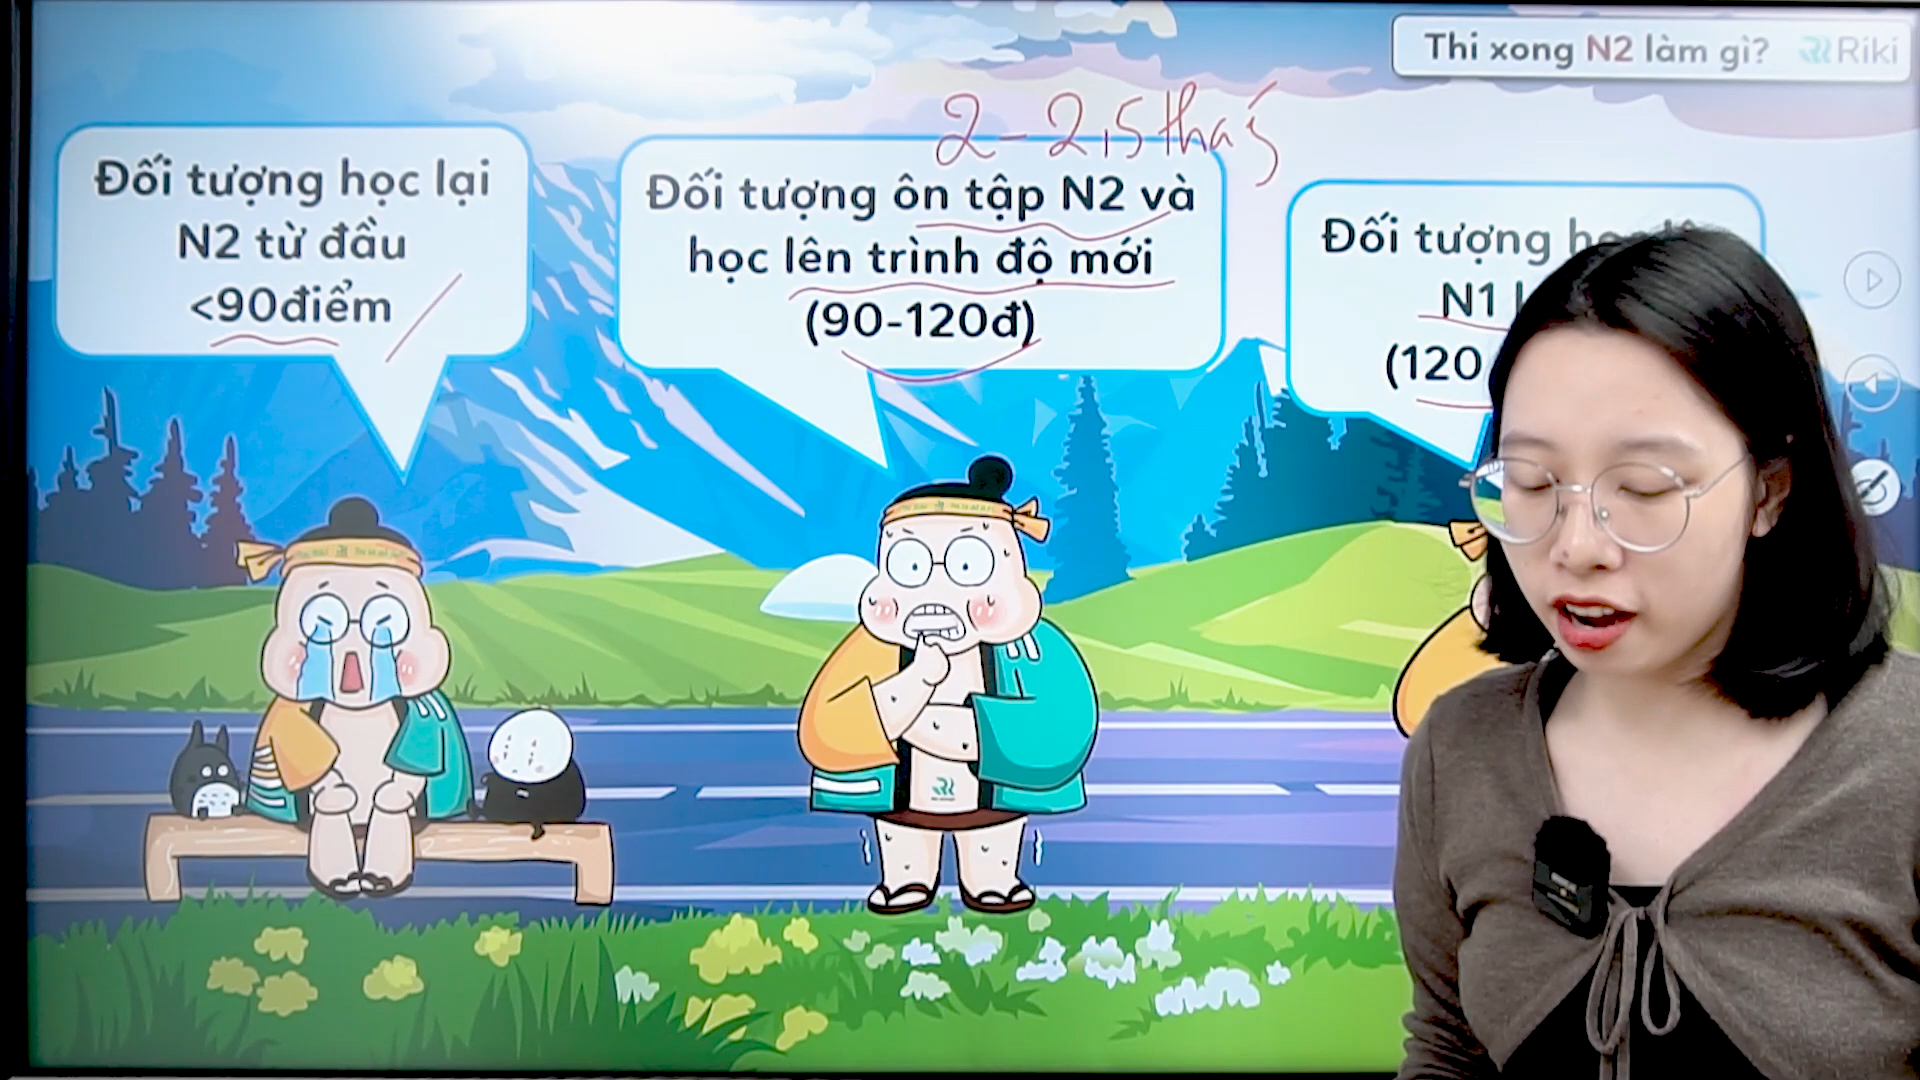 Thi xong N2 làm gì? Riki
2-2,5 thág
Đối tượng học lại
N2 từ đầu
<90điểm
Đối tượng ôn tập N2 và
học lên trình độ mới
(90-120đ)
Đối tượng
N1
(120